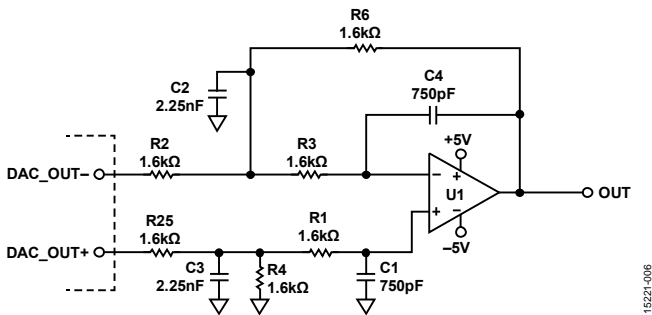 R6
1.6kΩ
C2
2.25nF
C4
750pF
R2
1.6kΩ
R3
1.6kΩ
+5V
DAC_OUT–
–
+
U1
+
–
OUT
–5V
R25
1.6kΩ
R1
1.6kΩ
DAC_OUT+
C3
2.25nF
R4
1.6kΩ
C1
750pF
15221-006